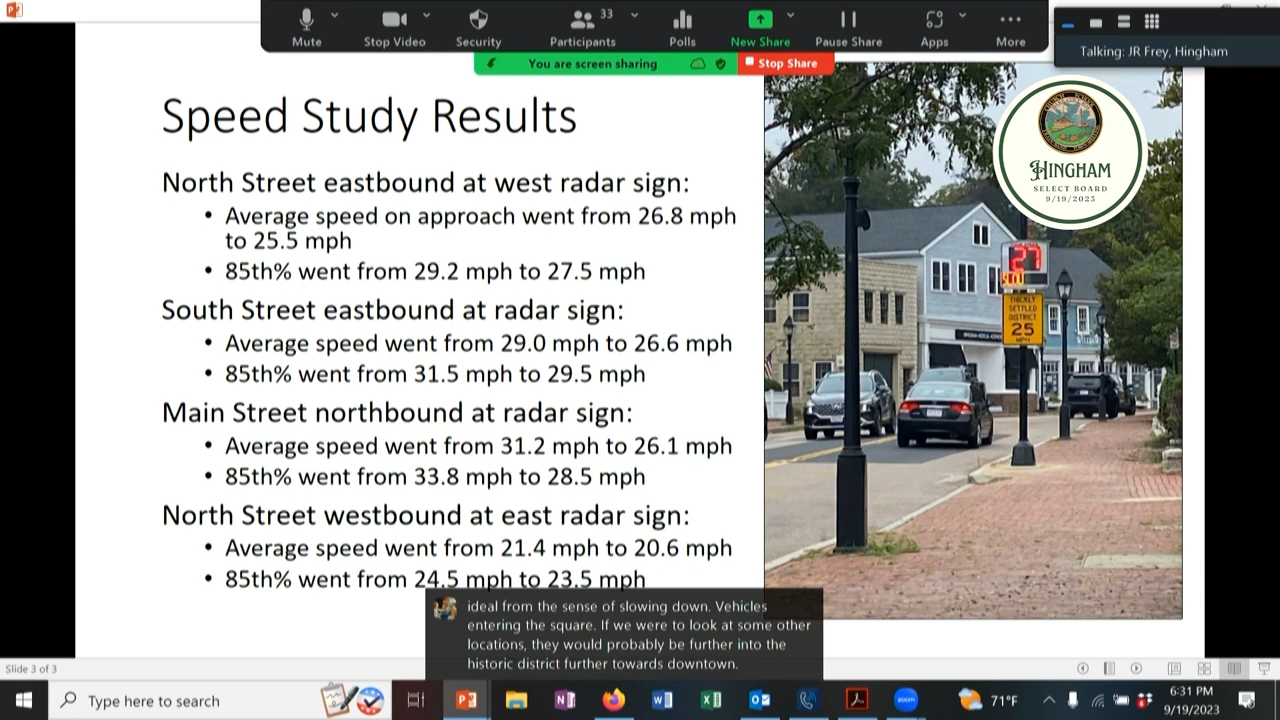 33
Mute
Stop Video
Security
Participants
Polls
New Share
Pause Share
Apps
More
Talking: JR Frey, Hingham
You are screen sharing
Stop Share
Speed Study Results
North Street eastbound at west radar sign:
• Average speed on approach went from 26.8 mph
to 25.5 mph
• 85th% went from 29.2 mph to 27.5 mph
South Street eastbound at radar sign:
• Average speed went from 29.0 mph to 26.6 mph
• 85th% went from 31.5 mph to 29.5 mph
Main Street northbound at radar sign:
• Average speed went from 31.2 mph to 26.1 mph
• 85th% went from 33.8 mph to 28.5 mph
North Street westbound at east radar sign:
• Average speed went from 21.4 mph to 20.6 mph
• 85th% went from 24.5 mph to 23.5 mph
HINGHAM
SELECT BOARD
9/19/2023
27
THICKLY
SETTLED
DISTRICT
25
MPH
ideal from the sense of slowing down. Vehicles
entering the square. If we were to look at some other
locations, they would probably be further into the
historic district further towards downtown.
Slide 3 of 3
Type here to search
71°F
6:31 PM
9/19/2023